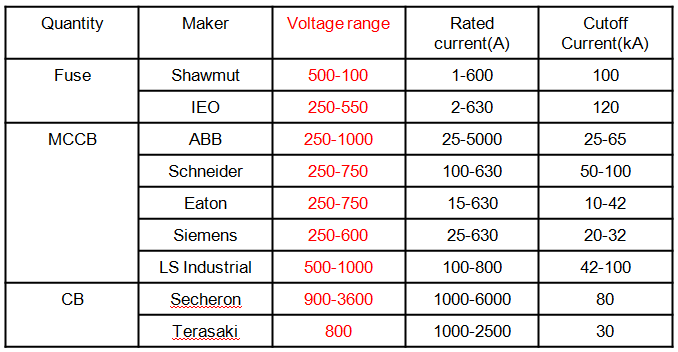 Quantity Maker Voltage range Rated current(A) Cutoff Current(kA)
Fuse Shawmut 500-100 1-600 100
IEO 250-550 2-630 120
MCCB ABB 250-1000 25-5000 25-65
Schneider 250-750 100-630 50-100
Eaton 250-750 15-630 10-42
Siemens 250-600 25-630 20-32
LS Industrial 500-1000 100-800 42-100
CB Secheron 900-3600 1000-6000 80
Terasaki 800 1000-2500 30